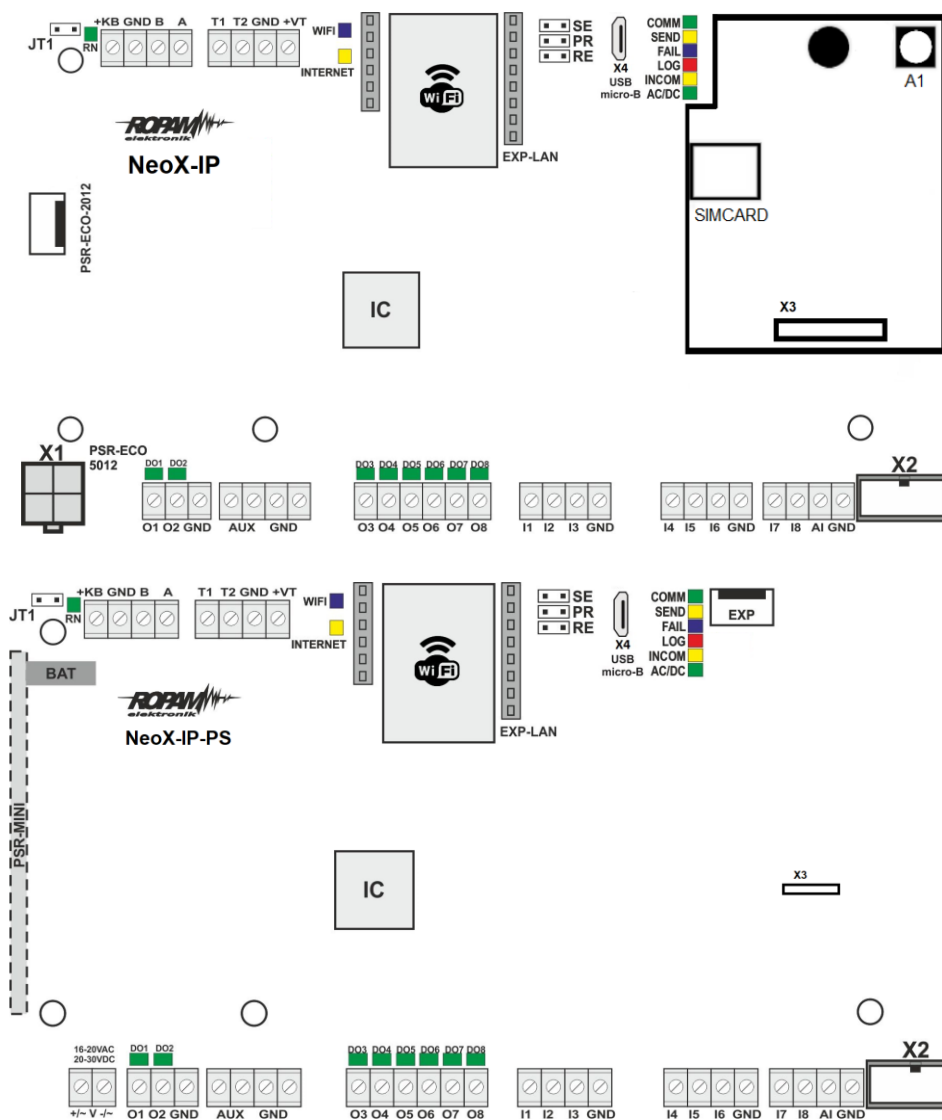 +KB GND B A
T1 T2 GND +VT
JT1
RN
WIFI
INTERNET
WiFi
EXP-LAN
SE
PR
RE
X4
USB
micro-B
COMM
SEND
FAIL
LOG
INCOM
AC/DC
A1
ROPAM
elektronik
NeoX-IP
SIMCARD
PSR-ECO-2012
IC
X3
X1
PSR-ECO
5012
DO1 DO2
O1 O2 GND
AUX GND
DO3 DO4 DO5 DO6 DO7 DO8
O3 O4 O5 O6 O7 O8
I1 I2 I3 GND
I4 I5 I6 GND
I7 I8 AI GND
X2
+KB GND B A
T1 T2 GND +VT
JT1
RN
WIFI
INTERNET
WiFi
EXP-LAN
SE
PR
RE
X4
USB
micro-B
COMM
SEND
FAIL
LOG
INCOM
AC/DC
EXP
BAT
ROPAM
elektronik
NeoX-IP-PS
PSR-MINI
IC
X3
16-20VAC
20-30VDC
+/~ V -/~
DO1 DO2
O1 O2 GND
AUX GND
DO3 DO4 DO5 DO6 DO7 DO8
O3 O4 O5 O6 O7 O8
I1 I2 I3 GND
I4 I5 I6 GND
I7 I8 AI GND
X2